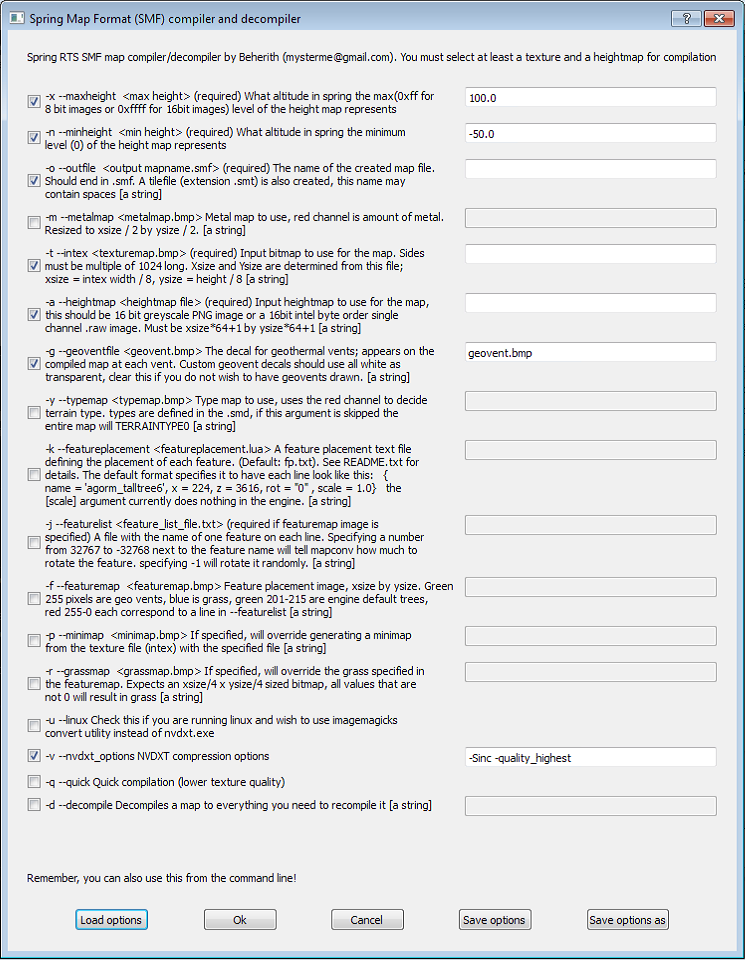 Spring Map Format (SMF) compiler and decompiler
Spring RTS SMF map compiler/decompiler by Beherith (mysterme@gmail.com). You must select at least a texture and a heightmap for compilation
-x --maxheight <max height> (required) What altitude in spring the max(0xff for
8 bit images or 0xffff for 16bit images) level of the height map represents
100.0
-n --minheight <min height> (required) What altitude in spring the minimum
level (0) of the height map represents
-50.0
-o --outfile <output mapname.smf> (required) The name of the created map file.
Should end in .smf. A tilefile (extension .smt) is also created, this name may
contain spaces [a string]
-m --metalmap <metalmap.bmp> Metal map to use, red channel is amount of metal.
Resized to xsize / 2 by ysize / 2. [a string]
-t --intex <texturemap.bmp> (required) Input bitmap to use for the map. Sides
must be multiple of 1024 long. Xsize and Ysize are determined from this file;
xsize = intex width / 8, ysize = height / 8 [a string]
-a --heightmap <heightmap file> (required) Input heightmap to use for the map,
this should be 16 bit greyscale PNG image or a 16bit intel byte order single
channel .raw image. Must be xsize*64+1 by ysize*64+1 [a string]
-g --geoventfile <geovent.bmp> The decal for geothermal vents; appears on the
compiled map at each vent. Custom geovent decals should use all white as
transparent, clear this if you do not wish to have geovents drawn. [a string]
geovent.bmp
-y --typemap <typemap.bmp> Type map to use, uses the red channel to decide
terrain type. types are defined in the .smd, if this argument is skipped the
entire map will TERRAINTYPE0 [a string]
-k --featureplacement <featureplacement.lua> A feature placement text file
defining the placement of each feature. (Default: fp.txt). See README.txt for
details. The default format specifies it to have each line look like this: {
name = 'agorm_talltree6', x = 224, z = 3616, rot = "0" , scale = 1.0} the
[scale] argument currently does nothing in the engine. [a string]
-j --featurelist <feature_list_file.txt> (required if featuremap image is
specified) A file with the name of one feature on each line. Specifying a number
from 32767 to -32768 next to the feature name will tell mapconv how much to
rotate the feature. specifying -1 will rotate it randomly. [a string]
-f --featuremap <featuremap.bmp> Feature placement image, xsize by ysize. Green
255 pixels are geo vents, blue is grass, green 201-215 are engine default trees,
red 255-0 each correspond to a line in --featurelist [a string]
-p --minimap <minimap.bmp> If specified, will override generating a minimap
from the texture file (intex) with the specified file [a string]
-r --grassmap <grassmap.bmp> If specified, will override the grass specified in
the featuremap. Expects an xsize/4 x ysize/4 sized bitmap, all values that are
not 0 will result in grass [a string]
-u --linux Check this if you are running linux and wish to use imagemagicks
convert utility instead of nvdxt.exe
-v --nvdxt_options NVDXT compression options
-Sinc -quality_highest
-q --quick Quick compilation (lower texture quality)
-d --decompile Decompiles a map to everything you need to recompile it [a string]
Remember, you can also use this from the command line!
Load options
Ok
Cancel
Save options
Save options as